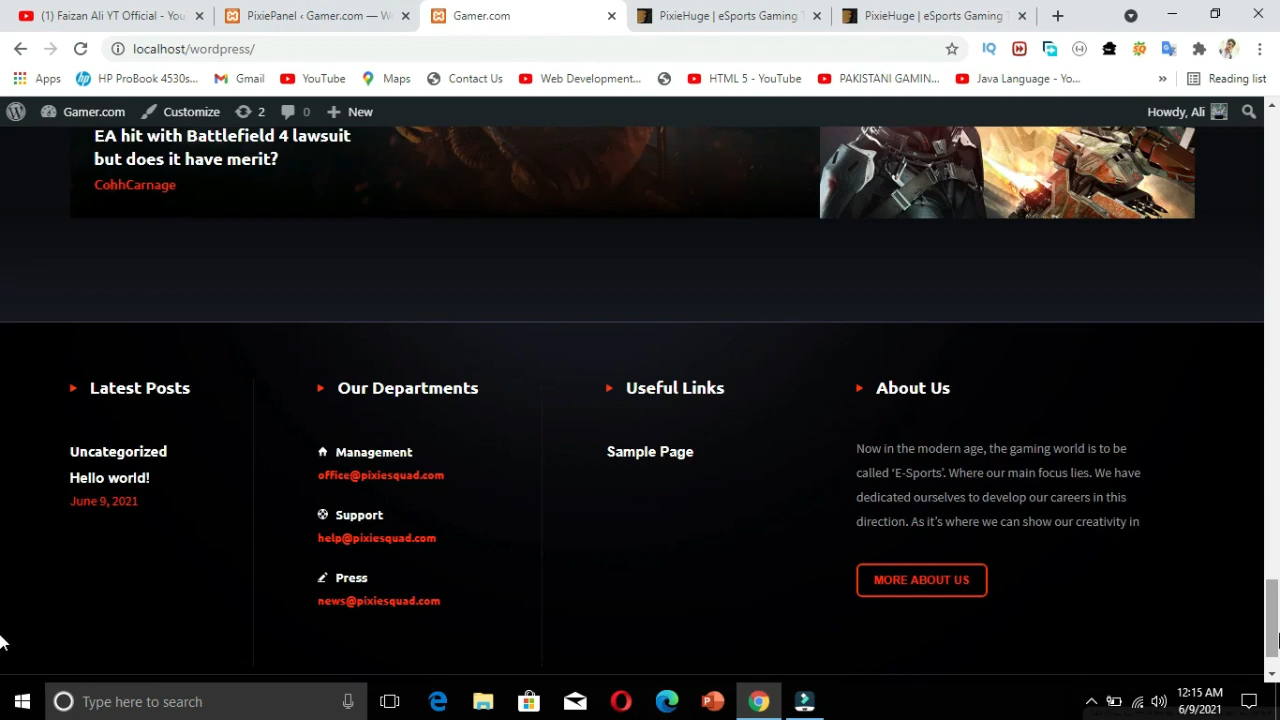 (1) Faizan Ali YT Official - You
PixiePanel ‹ Gamer.com — W
Gamer.com
PixieHuge | eSports Gaming T
PixieHuge | eSports Gaming T
localhost/wordpress/
Apps
HP ProBook 4530s...
Gmail
YouTube
Maps
Contact Us
Web Development...
HTML 5 - YouTube
PAKISTANI GAMIN...
Java Language - Yo...
»
Reading list
Gamer.com
Customize
2
0
New
Howdy, Ali
EA hit with Battlefield 4 lawsuit
but does it have merit?
CohhCarnage
Latest Posts
Uncategorized
Hello world!
June 9, 2021
Our Departments
Management
office@pixiesquad.com
Support
help@pixiesquad.com
Press
news@pixiesquad.com
Useful Links
Sample Page
About Us
Now in the modern age, the gaming world is to be
called ‘E-Sports’. Where our main focus lies. We have
dedicated ourselves to develop our careers in this
direction. As it’s where we can show our creativity in
MORE ABOUT US
Type here to search
12:15 AM
6/9/2021